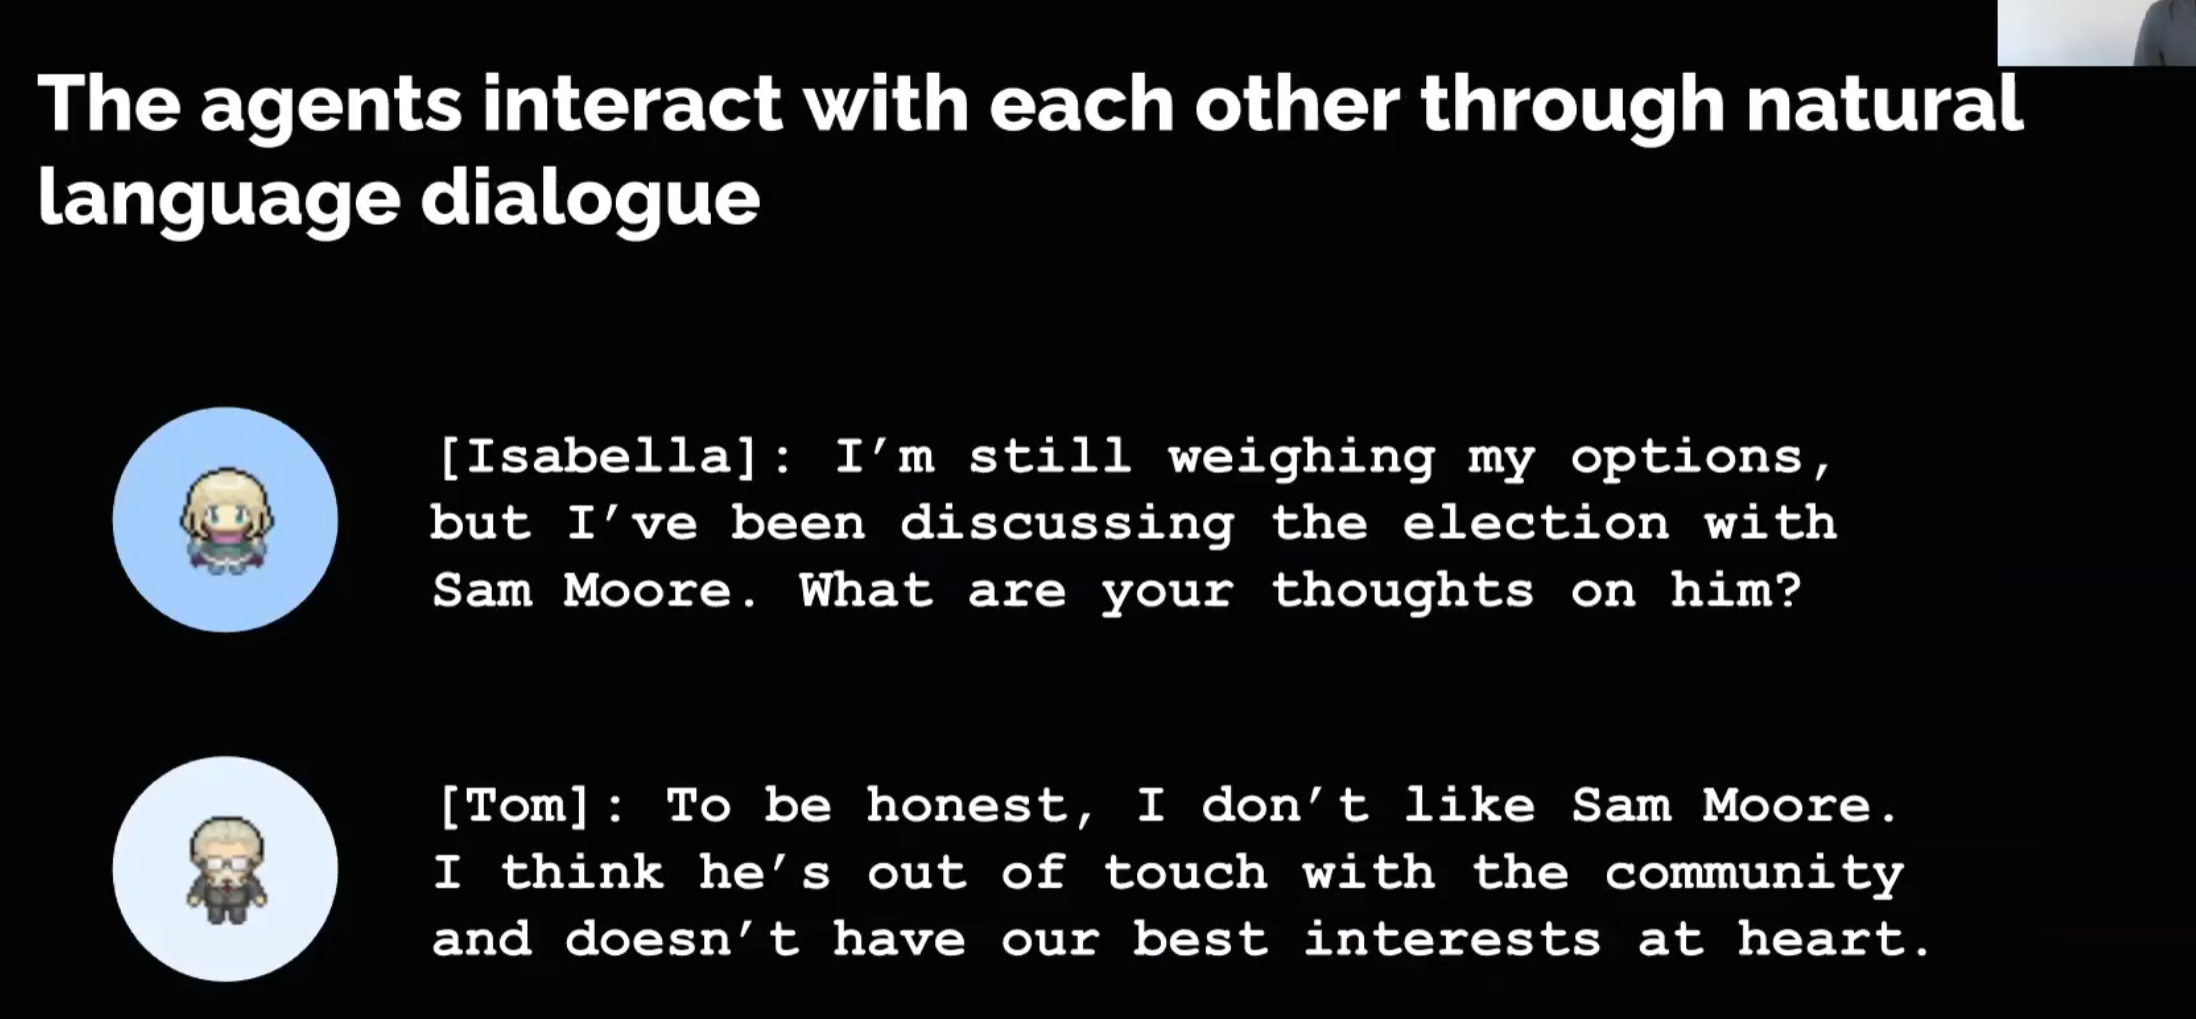 The agents interact with each other through natural
language dialogue
[Isabella]: I’m still weighing my options,
but I’ve been discussing the election with
Sam Moore. What are your thoughts on him?
[Tom]: To be honest, I don’t like Sam Moore.
I think he’s out of touch with the community
and doesn’t have our best interests at heart.